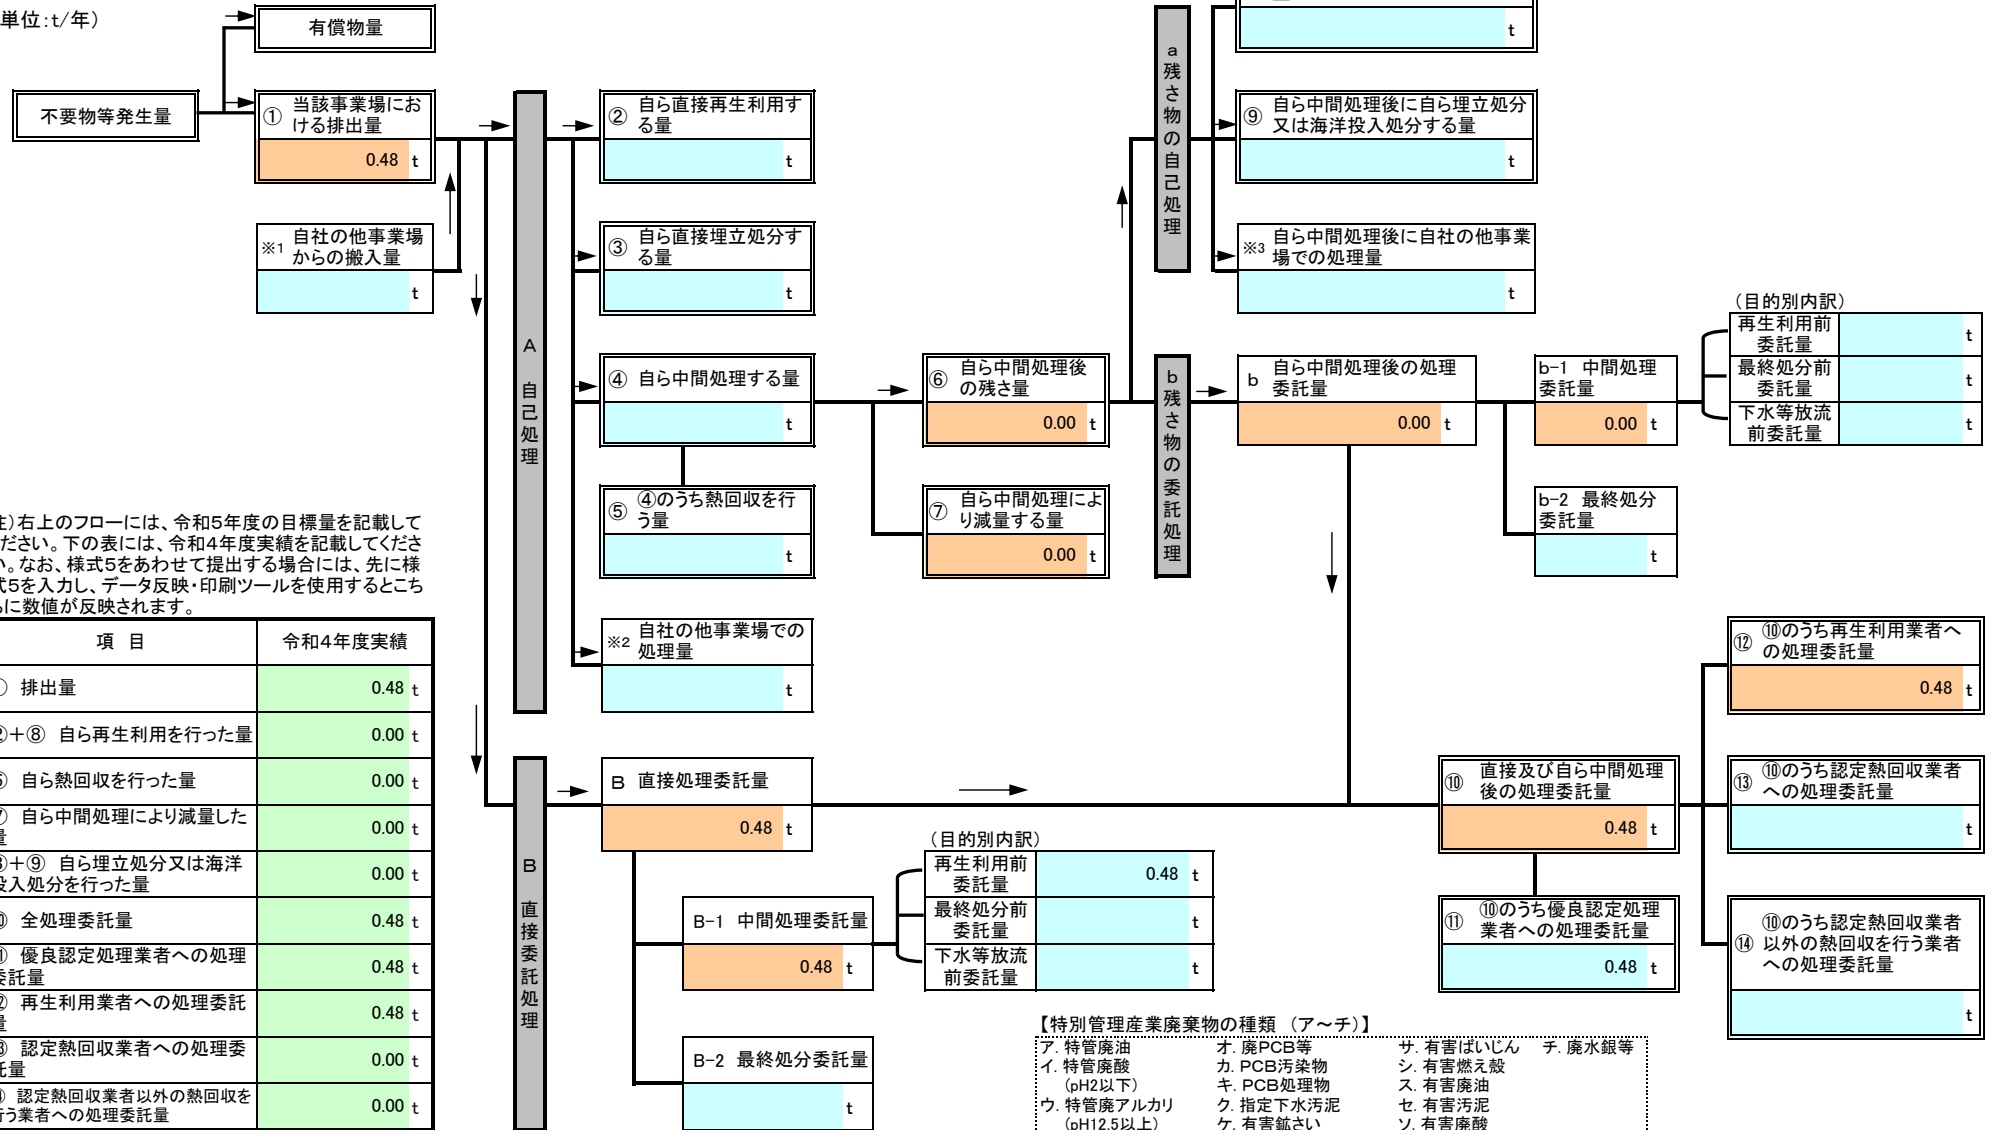 単位:t/年）
有償物量
不要物等発生量
① 当該事業場にお
ける排出量
0.48 t
※1 自社の他事業場
からの搬入量
t
A 自己処理
② 自ら直接再生利用す
る量
t
③ 自ら直接埋立処分す
る量
t
④ 自ら中間処理する量
t
⑤ ④のうち熱回収を行
う量
t
※2 自社の他事業場での
処理量
t
⑥ 自ら中間処理後
の残さ量
0.00 t
⑦ 自ら中間処理によ
り減量する量
0.00 t
a 残さ物の自己処理
t
⑨ 自ら中間処理後に自ら埋立処分
又は海洋投入処分する量
t
※3 自ら中間処理後に自社の他事業
場での処理量
t
b 残さ物の委託処理
b 自ら中間処理後の処理
委託量
0.00 t
b-1 中間処理
委託量
0.00 t
（目的別内訳）
再生利用前
委託量 t
最終処分前
委託量 t
下水等放流
前委託量 t
b-2 最終処分
委託量
t
）右上のフローには、令和5年度の目標量を記載して
ださい。下の表には、令和4年度実績を記載してくださ
。なお、様式5をあわせて提出する場合には、先に様
式5を入力し、データ反映・印刷ツールを使用するとこち
に数値が反映されます。
項 目 令和4年度実績
排出量 0.48 t
＋⑧ 自ら再生利用を行った量 0.00 t
自ら熱回収を行った量 0.00 t
自ら中間処理により減量した
量 0.00 t
＋⑨ 自ら埋立処分又は海洋
投入処分を行った量 0.00 t
全処理委託量 0.48 t
優良認定処理業者への処理
委託量 0.48 t
再生利用業者への処理委託
量 0.48 t
認定熱回収業者への処理委
託量 0.00 t
認定熱回収業者以外の熱回収を
行う業者への処理委託量 0.00 t
B 直接委託処理
B 直接処理委託量
0.48 t
B-1 中間処理委託量
0.48 t
B-2 最終処分委託量
t
（目的別内訳）
再生利用前
委託量 0.48 t
最終処分前
委託量 t
下水等放流
前委託量 t
⑩ 直接及び自ら中間処理
後の処理委託量
0.48 t
⑪ ⑩のうち優良認定処理
業者への処理委託量
0.48 t
⑫ ⑩のうち再生利用業者へ
の処理委託量
0.48 t
⑬ ⑩のうち認定熱回収業者
への処理委託量
t
⑭ ⑩のうち認定熱回収業者
以外の熱回収を行う業者
への処理委託量
t
【特別管理産業廃棄物の種類 （ア～チ）】
ア. 特管廃油 オ. 廃PCB等 サ. 有害ばいじん チ. 廃水銀等
イ. 特管廃酸 カ. PCB汚染物 シ. 有害燃え殻
（pH2以下） キ. PCB処理物 ス. 有害廃油
ウ. 特管廃アルカリ ク. 指定下水汚泥 セ. 有害汚泥
（pH12.5以上） ケ. 有害鉱さい ソ. 有害廃酸